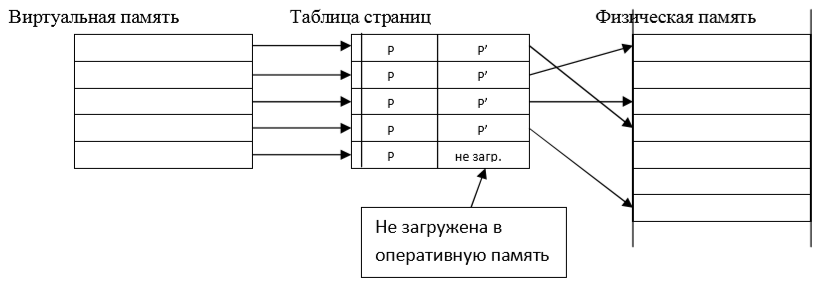 Виртуальная память Таблица страниц Физическая память
P P’
P P’
P P’
P P’
P не загр.
Не загружена в
оперативную память